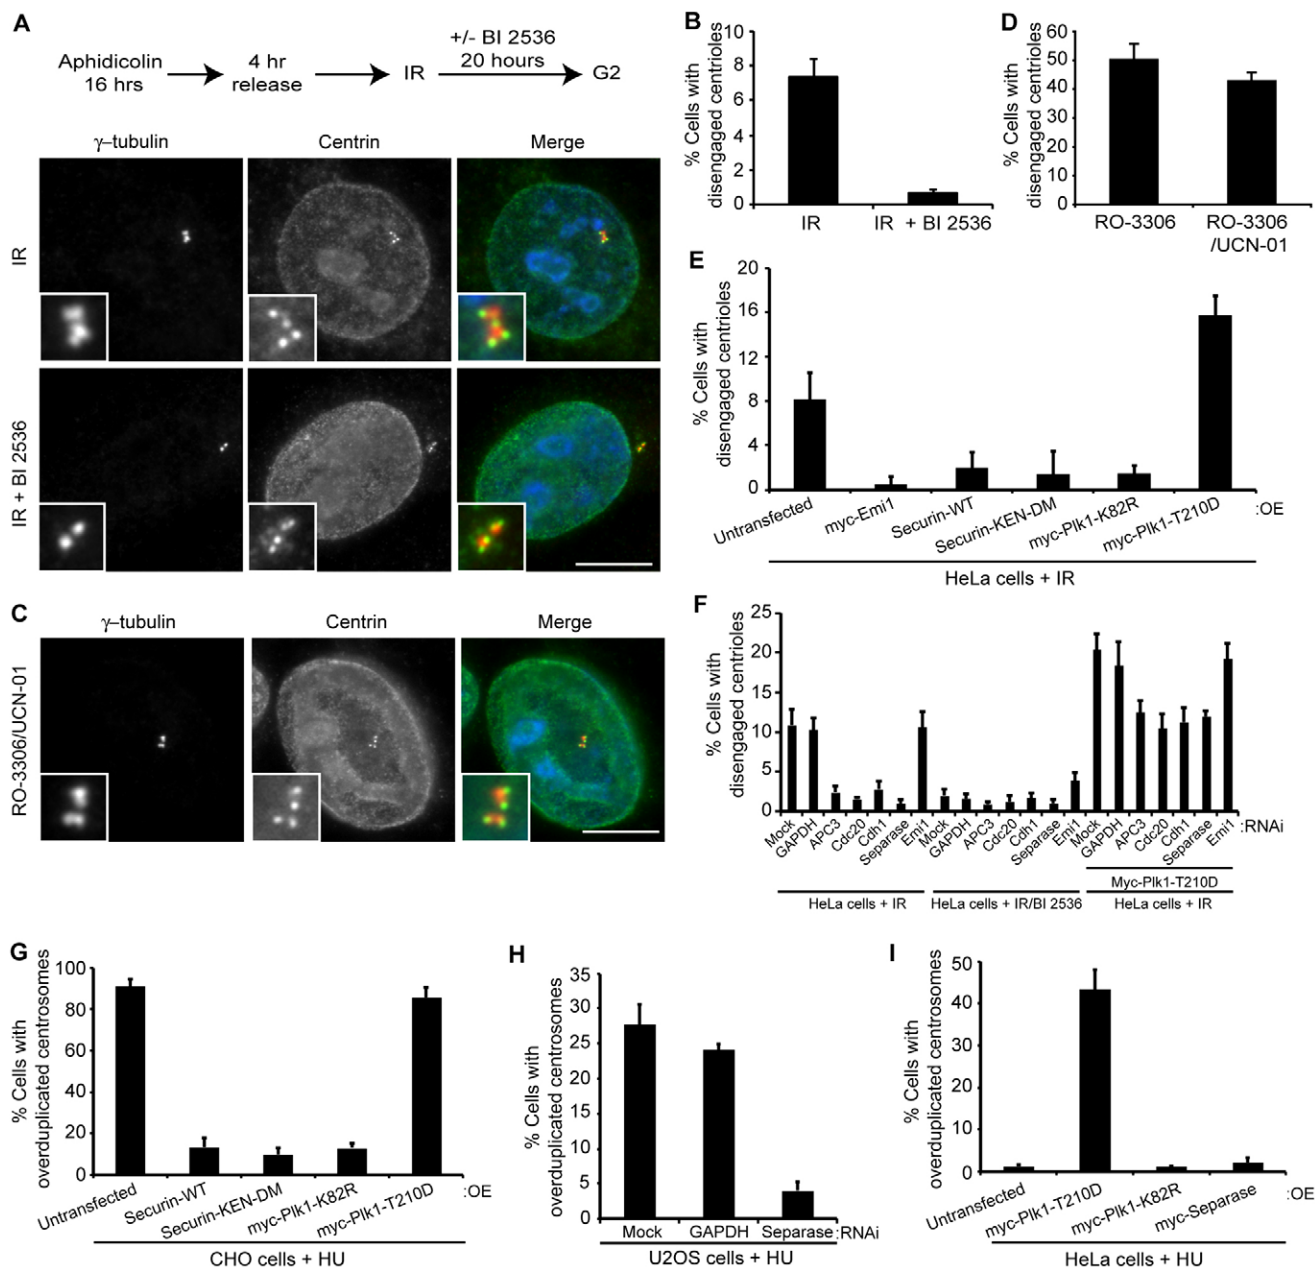 A
Aphidicolin
16 hrs
4 hr
release
IR
+/- BI 2536
20 hours
G2
γ–tubulin
Centrin
Merge
IR
IR + BI 2536
B
% Cells with
disengaged centrioles
10
8
6
4
2
0
IR
IR + BI 2536
D
% Cells with
disengaged centrioles
60
50
40
30
20
10
0
RO-3306
RO-3306
/UCN-01
E
% Cells with
disengaged centrioles
20
16
12
8
4
0
Untransfected
myc-Emi1
Securin-WT
Securin-KEN-DM
myc-Plk1-K82R
myc-Plk1-T210D
:OE
HeLa cells + IR
C
γ–tubulin
Centrin
Merge
RO-3306/UCN-01
F
% Cells with
disengaged centrioles
25
20
15
10
5
0
Mock
GAPDH
APC3
Cdc20
Cdh1
Separase
Emi1
Mock
GAPDH
APC3
Cdc20
Cdh1
Separase
Emi1
Mock
GAPDH
APC3
Cdc20
Cdh1
Separase
Emi1
:RNAi
Myc-Plk1-T210D
HeLa cells + IR
HeLa cells + IR/BI 2536
HeLa cells + IR
G
% Cells with
overduplicated centrosomes
100
80
60
40
20
0
Untransfected
Securin-WT
Securin-KEN-DM
myc-Plk1-K82R
myc-Plk1-T210D
:OE
CHO cells + HU
H
% Cells with
overduplicated centrosomes
35
30
25
20
15
10
5
0
Mock
GAPDH
Separase
:RNAi
U2OS cells + HU
I
% Cells with
overduplicated centrosomes
50
40
30
20
10
0
Untransfected
myc-Plk1-T210D
myc-Plk1-K82R
myc-Separase
:OE
HeLa cells + HU